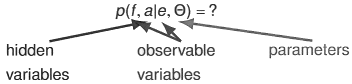 p(f, a|e, Θ) = ?
hidden observable parameters
variables variables